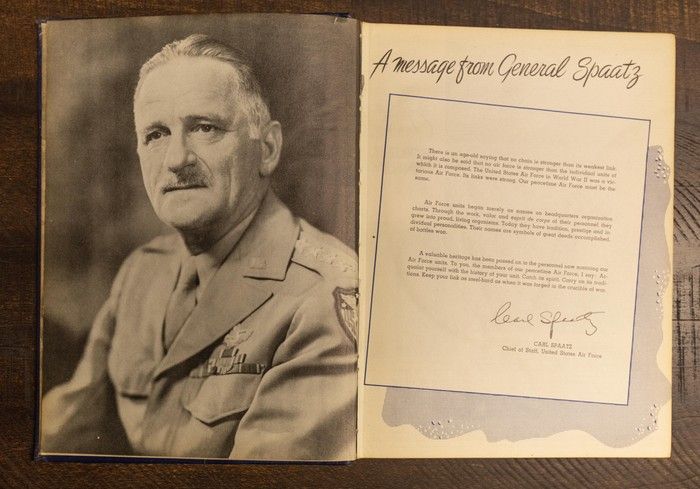 A message from General Spaatz
There is an age-old saying that no chain is stronger than its weakest link.
It might also be said that no air force is stronger than the individual units of
which it is composed. The United States Air Force in World War II was a vic-
torious Air Force. Its links were strong. Our peacetime Air Force must be the
same.
Air Force units began merely as names on headquarters organization
charts. Through the work, valor and esprit de corps of their personnel they
grew into proud, living organisms. Today they have tradition, prestige and in-
dividual personalities. Their names are symbols of great deeds accomplished,
of battles won.
A valuable heritage has been passed on to the personnel now manning our
Air Force units. To you, the members of our peacetime Air Force, I say: Ac-
quaint yourself with the history of your unit. Catch its spirit. Carry on its tradi-
tions. Keep your link as steel-hard as when it was forged in the crucible of war.
Carl Spaatz
CARL SPAATZ
Chief of Staff, United States Air Force